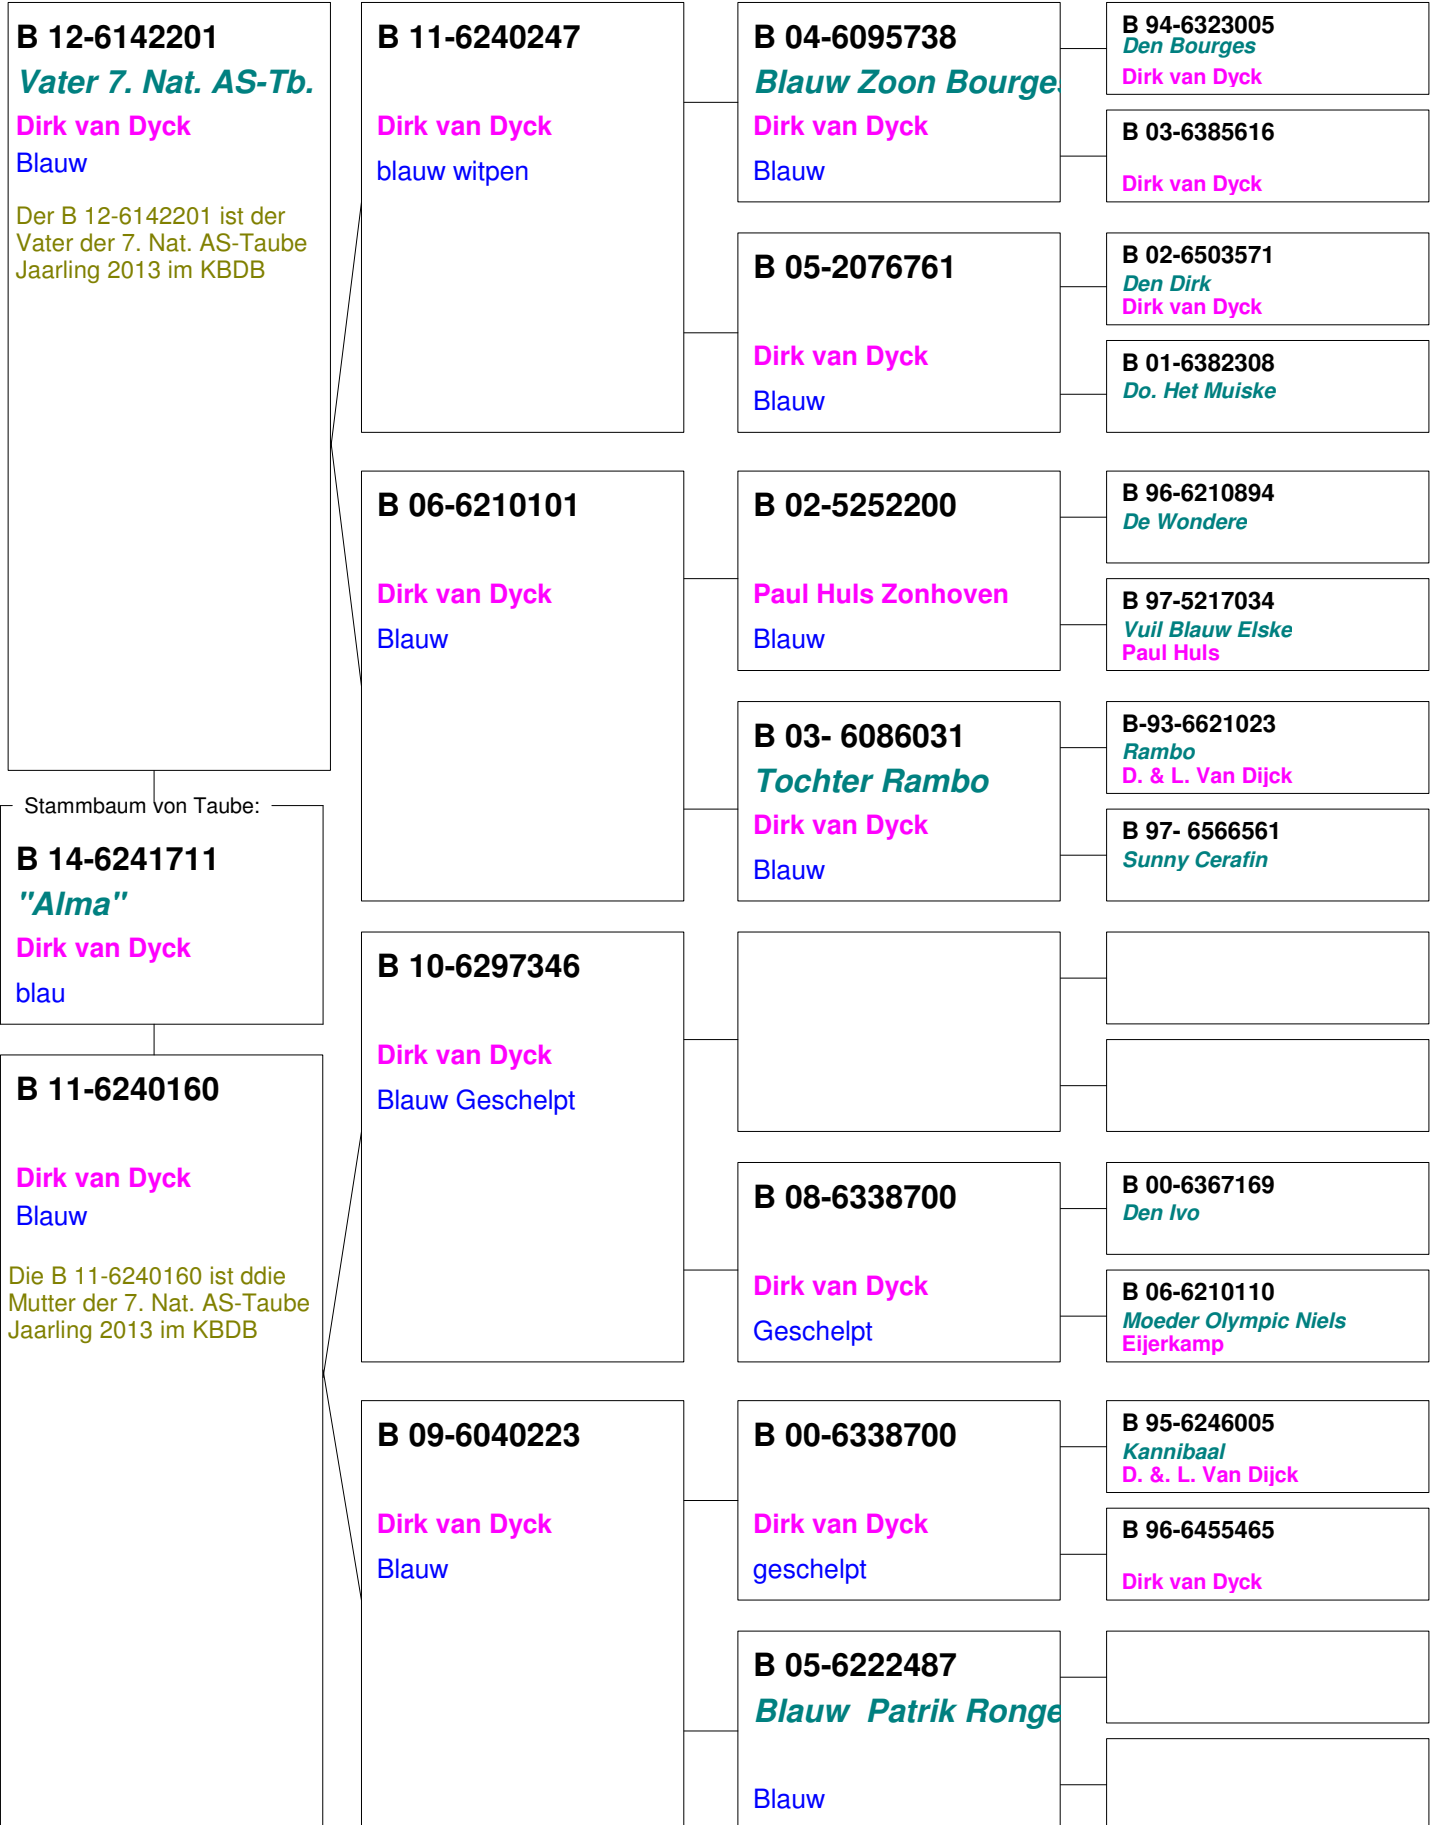 B 12-6142201
Vater 7. Nat. AS-Tb.
Dirk van Dyck
Blauw
Der B 12-6142201 ist der
Vater der 7. Nat. AS-Taube
Jaarling 2013 im KBDB
Stammbaum von Taube:
B 14-6241711
"Alma"
Dirk van Dyck
blau
B 11-6240160
Dirk van Dyck
Blauw
Die B 11-6240160 ist ddie
Mutter der 7. Nat. AS-Taube
Jaarling 2013 im KBDB
B 11-6240247
Dirk van Dyck
blauw witpen
B 06-6210101
Dirk van Dyck
Blauw
B 10-6297346
Dirk van Dyck
Blauw Geschelpt
B 09-6040223
Dirk van Dyck
Blauw
B 04-6095738
Blauw Zoon Bourges
Dirk van Dyck
Blauw
B 05-2076761
Dirk van Dyck
Blauw
B 02-5252200
Paul Huls Zonhoven
Blauw
B 03- 6086031
Tochter Rambo
Dirk van Dyck
Blauw
B 08-6338700
Dirk van Dyck
Geschelpt
B 00-6338700
Dirk van Dyck
geschelpt
B 05-6222487
Blauw  Patrik Ronge
Blauw
B 94-6323005
Den Bourges
Dirk van Dyck
B 03-6385616
Dirk van Dyck
B 02-6503571
Den Dirk
Dirk van Dyck
B 01-6382308
Do. Het Muiske
B 96-6210894
De Wondere
B 97-5217034
Vuil Blauw Elske
Paul Huls
B-93-6621023
Rambo
D. & L. Van Dijck
B 97- 6566561
Sunny Cerafin
B 00-6367169
Den Ivo
B 06-6210110
Moeder Olympic Niels
Eijerkamp
B 95-6246005
Kannibaal
D. &. L. Van Dijck
B 96-6455465
Dirk van Dyck